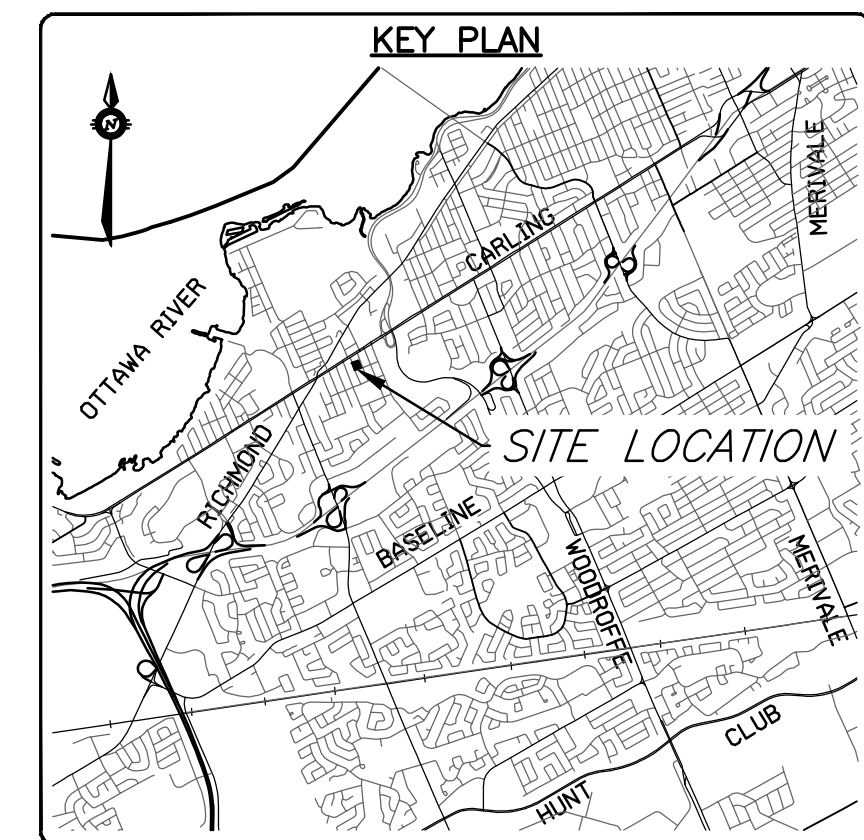 KEY PLAN
N
MERIVALE
CARLING
OTTAWA RIVER
SITE LOCATION
RICHMOND
BASELINE
WOODROFFE
MERIVALE
CLUB
HUNT